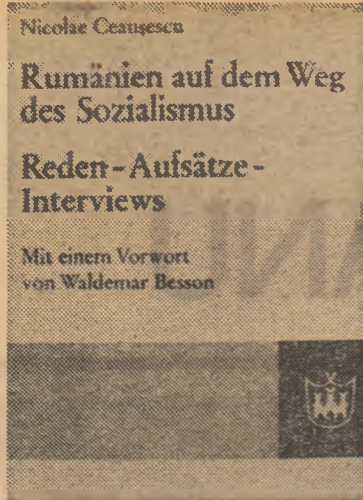 Nicolae Ceaușescu
Rumänien auf dem Weg
des Sozialismus
Reden-Aufsätze-
Interviews
Mit einem Vorwort
von Waldemar Besson